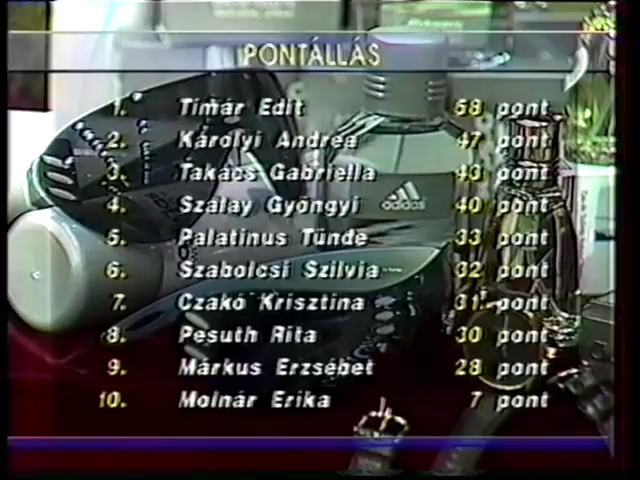 PONTÁLLÁS
1. Tímár Edit 58 pont
2. Károlyi Andrea 47 pont
3. Takács Gabriella 43 pont
4. Szalay Gyöngyi 40 pont
adidas
5. Palatinus Tünde 33 pont
6. Szabolcsi Szilvia 32 pont
7. Czakó Krisztina 31 pont
8. Pesuth Rita 30 pont
9. Márkus Erzsébet 28 pont
10. Molnár Erika 7 pont